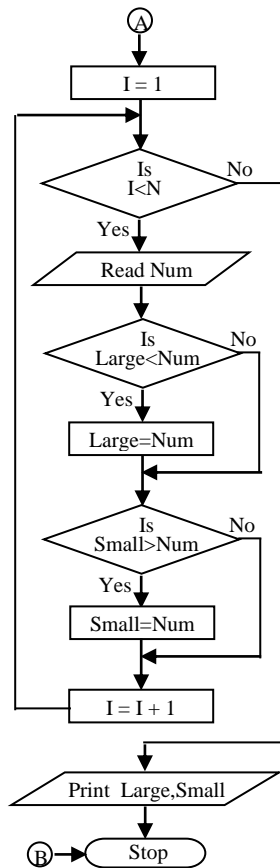 A
I = 1
Is
I<N
No
Yes
Read Num
Is
Large<Num
No
Yes
Large=Num
Is
Small>Num
No
Yes
Small=Num
I = I + 1
Print Large,Small
B
Stop